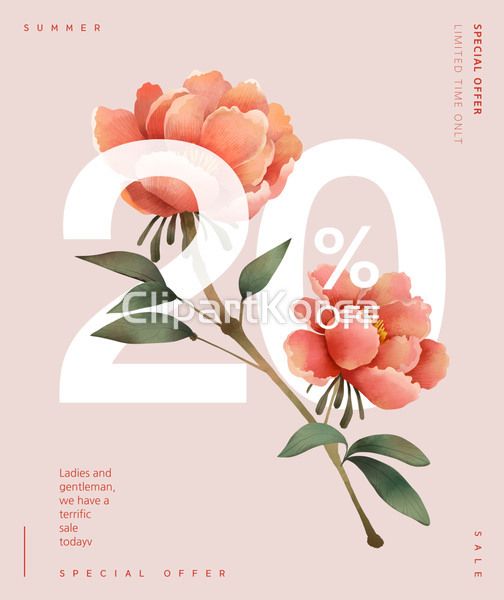 SUMMER
SPECIAL OFFER
LIMITED TIME ONLT
20
%
OFF
ClipartKorea
Ladies and
gentleman,
we have a
terrific
sale
todayv
SPECIAL OFFER
SALE